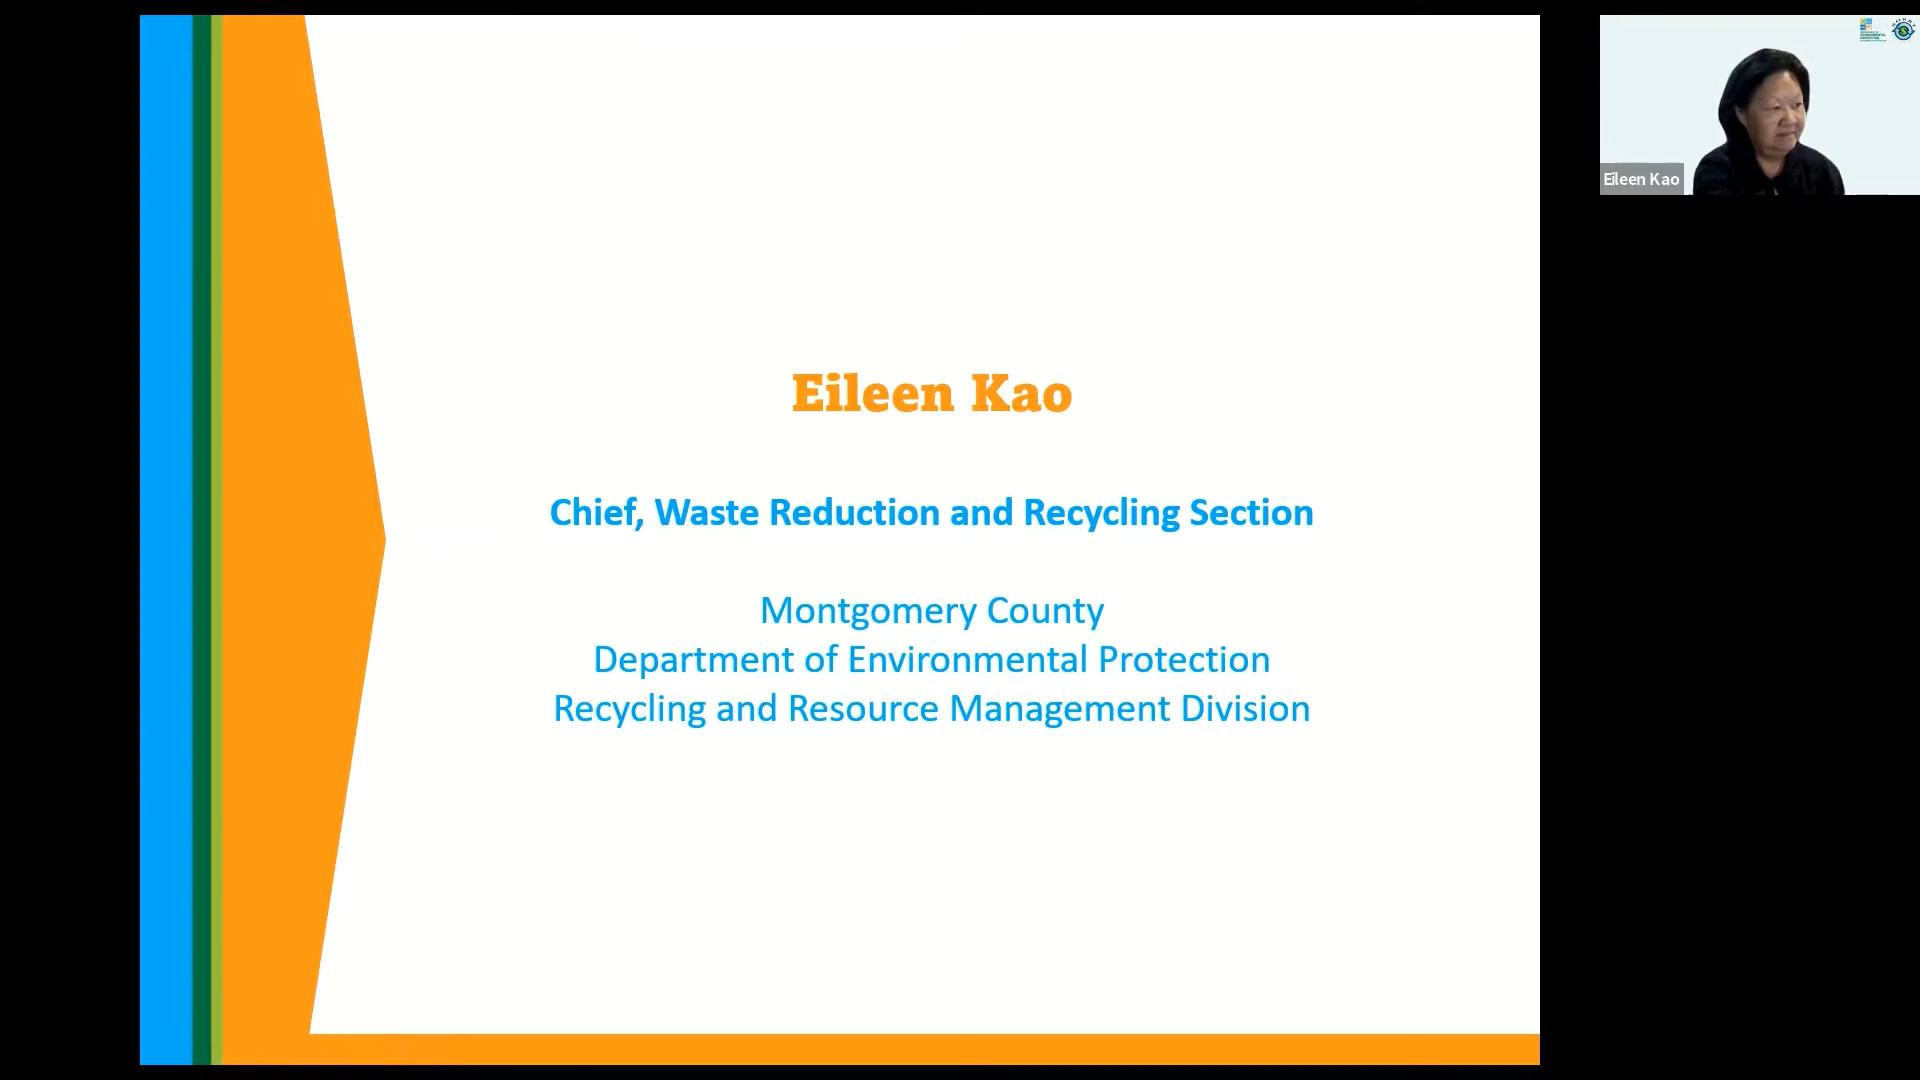 Eileen Kao
Chief, Waste Reduction and Recycling Section
Montgomery County
Department of Environmental Protection
Recycling and Resource Management Division
Eileen Kao